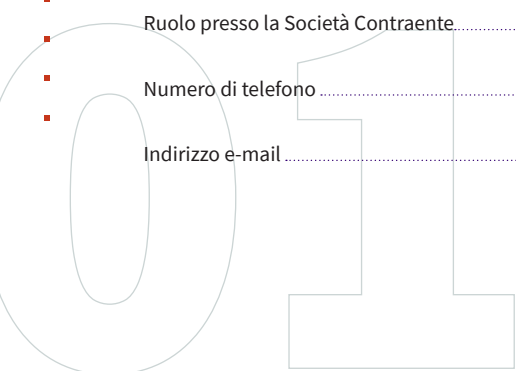 Ruolo presso la Società Contraente
Numero di telefono
Indirizzo e-mail
01